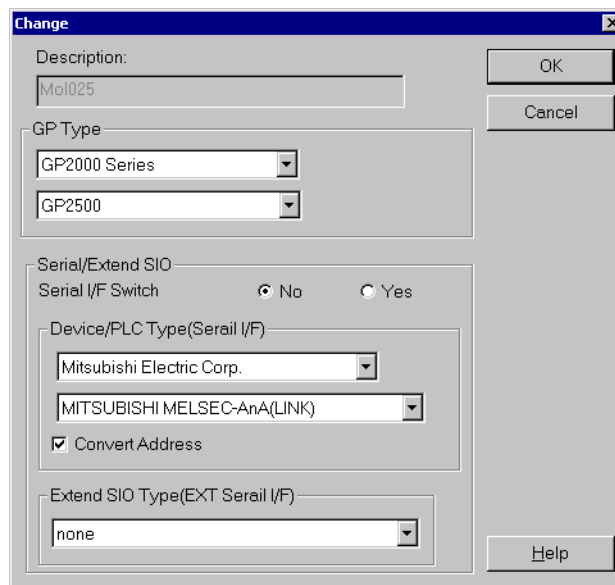 Change
Description:
OK
Mol025
Cancel
GP Type
GP2000 Series
GP2500
Serial/Extend SIO
Serial I/F Switch No Yes
Device/PLC Type(Serail I/F)
Mitsubishi Electric Corp.
MITSUBISHI MELSEC-AnA(LINK)
Convert Address
Extend SIO Type(EXT Serail I/F)
none
Help